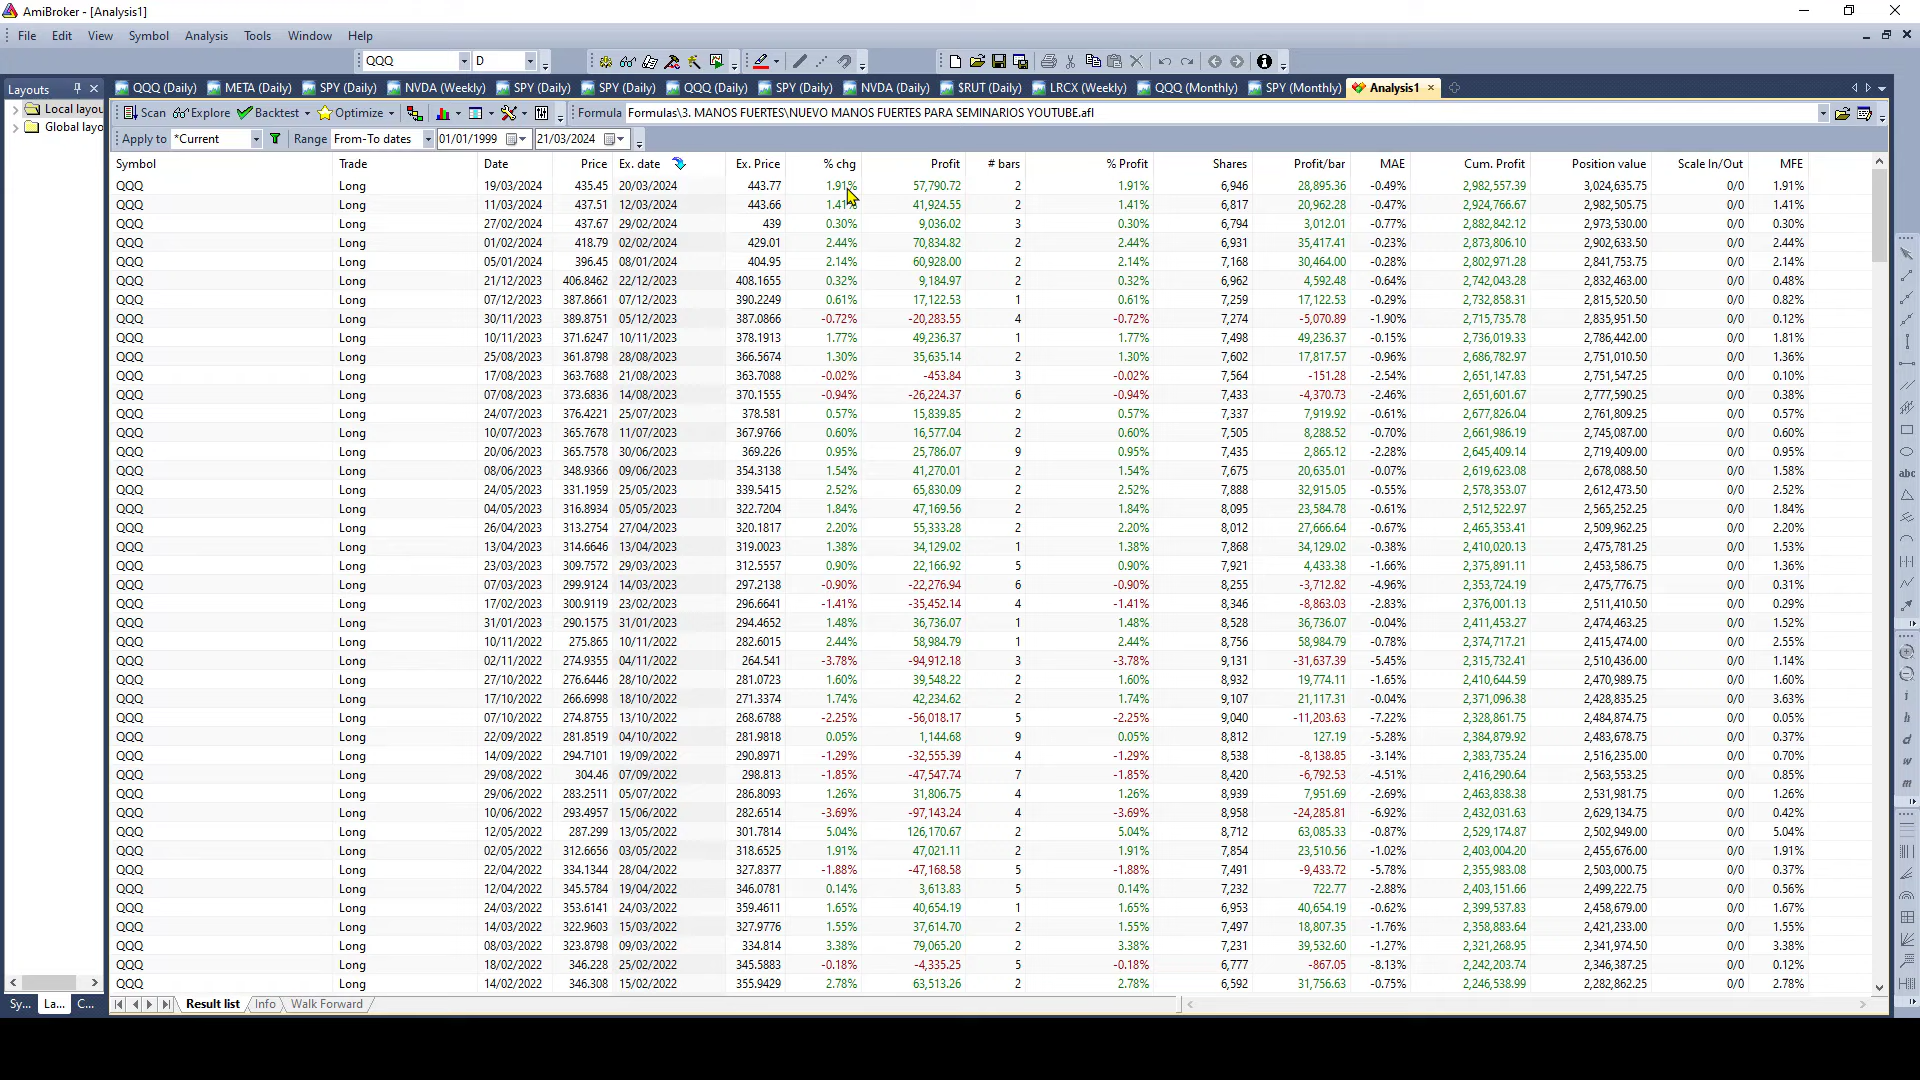 AmiBroker - [Analysis1]
File Edit View Symbol Analysis Tools Window Help
QQQ D
Layouts QQQ (Daily) META (Daily) SPY (Daily) NVDA (Weekly) SPY (Daily) SPY (Daily) QQQ (Daily) SPY (Daily) NVDA (Daily) $RUT (Daily) LRCX (Weekly) QQQ (Monthly) SPY (Monthly) Analysis1
Local layou Scan Explore Backtest Optimize Formula Formulas\3. MANOS FUERTES\NUEVO MANOS FUERTES PARA SEMINARIOS YOUTUBE.afl
Global layo Apply to *Current Range From-To dates 01/01/1999 21/03/2024
Symbol Trade Date Price Ex. date Ex. Price % chg Profit # bars % Profit Shares Profit/bar MAE Cum. Profit Position value Scale In/Out MFE
QQQ Long 19/03/2024 435.45 20/03/2024 443.77 1.91% 57,790.72 2 1.91% 6,946 28,895.36 -0.49% 2,982,557.39 3,024,635.75 0/0 1.91%
QQQ Long 11/03/2024 437.51 12/03/2024 443.66 1.41% 41,924.55 2 1.41% 6,817 20,962.28 -0.47% 2,924,766.67 2,982,505.75 0/0 1.41%
QQQ Long 27/02/2024 437.67 29/02/2024 439 0.30% 9,036.02 3 0.30% 6,794 3,012.01 -0.77% 2,882,842.12 2,973,530.00 0/0 0.30%
QQQ Long 01/02/2024 418.79 02/02/2024 429.01 2.44% 70,834.82 2 2.44% 6,931 35,417.41 -0.23% 2,873,806.10 2,902,633.50 0/0 2.44%
QQQ Long 05/01/2024 396.45 08/01/2024 404.95 2.14% 60,928.00 2 2.14% 7,168 30,464.00 -0.28% 2,802,971.28 2,841,753.75 0/0 2.14%
QQQ Long 21/12/2023 406.8462 22/12/2023 408.1655 0.32% 9,184.97 2 0.32% 6,962 4,592.48 -0.64% 2,742,043.28 2,832,463.00 0/0 0.48%
QQQ Long 07/12/2023 387.8661 07/12/2023 390.2249 0.61% 17,122.53 1 0.61% 7,259 17,122.53 -0.29% 2,732,858.31 2,815,520.50 0/0 0.82%
QQQ Long 30/11/2023 389.8751 05/12/2023 387.0866 -0.72% -20,283.55 4 -0.72% 7,274 -5,070.89 -1.90% 2,715,735.78 2,835,951.50 0/0 0.12%
QQQ Long 10/11/2023 371.6247 10/11/2023 378.1913 1.77% 49,236.37 1 1.77% 7,498 49,236.37 -0.15% 2,736,019.33 2,786,442.00 0/0 1.81%
QQQ Long 25/08/2023 361.8798 28/08/2023 366.5674 1.30% 35,635.14 2 1.30% 7,602 17,817.57 -0.96% 2,686,782.97 2,751,010.50 0/0 1.36%
QQQ Long 17/08/2023 363.7688 21/08/2023 363.7088 -0.02% -453.84 3 -0.02% 7,564 -151.28 -2.54% 2,651,147.83 2,751,547.25 0/0 0.10%
QQQ Long 07/08/2023 373.6836 14/08/2023 370.1555 -0.94% -26,224.37 6 -0.94% 7,433 -4,370.73 -2.46% 2,651,601.67 2,777,590.25 0/0 0.38%
QQQ Long 24/07/2023 376.4221 25/07/2023 378.581 0.57% 15,839.85 2 0.57% 7,337 7,919.92 -0.61% 2,677,826.04 2,761,809.25 0/0 0.57%
QQQ Long 10/07/2023 365.7678 11/07/2023 367.9766 0.60% 16,577.04 2 0.60% 7,505 8,288.52 -0.70% 2,661,986.19 2,745,087.00 0/0 0.60%
QQQ Long 20/06/2023 365.7578 30/06/2023 369.226 0.95% 25,786.07 9 0.95% 7,435 2,865.12 -2.28% 2,645,409.14 2,719,409.00 0/0 0.95%
QQQ Long 08/06/2023 348.9366 09/06/2023 354.3138 1.54% 41,270.01 2 1.54% 7,675 20,635.01 -0.07% 2,619,623.08 2,678,088.50 0/0 1.58%
QQQ Long 24/05/2023 331.1959 25/05/2023 339.5415 2.52% 65,830.09 2 2.52% 7,888 32,915.05 -0.55% 2,578,353.07 2,612,473.50 0/0 2.52%
QQQ Long 04/05/2023 316.8934 05/05/2023 322.7204 1.84% 47,169.56 2 1.84% 8,095 23,584.78 -0.61% 2,512,522.97 2,565,252.25 0/0 1.84%
QQQ Long 26/04/2023 313.2754 27/04/2023 320.1817 2.20% 55,333.28 2 2.20% 8,012 27,666.64 -0.67% 2,465,353.41 2,509,962.25 0/0 2.20%
QQQ Long 13/04/2023 314.6646 13/04/2023 319.0023 1.38% 34,129.02 1 1.38% 7,868 34,129.02 -0.38% 2,410,020.13 2,475,781.25 0/0 1.53%
QQQ Long 23/03/2023 309.7572 29/03/2023 312.5557 0.90% 22,166.92 5 0.90% 7,921 4,433.38 -1.66% 2,375,891.11 2,453,586.75 0/0 1.36%
QQQ Long 07/03/2023 299.9124 14/03/2023 297.2138 -0.90% -22,276.94 6 -0.90% 8,255 -3,712.82 -4.96% 2,353,724.19 2,475,776.75 0/0 0.31%
QQQ Long 17/02/2023 300.9119 23/02/2023 296.6641 -1.41% -35,452.14 4 -1.41% 8,346 -8,863.03 -2.83% 2,376,001.13 2,511,410.50 0/0 0.29%
QQQ Long 31/01/2023 290.1575 31/01/2023 294.4652 1.48% 36,736.07 1 1.48% 8,528 36,736.07 -0.04% 2,411,453.27 2,474,463.25 0/0 1.52%
QQQ Long 10/11/2022 275.865 10/11/2022 282.6015 2.44% 58,984.79 1 2.44% 8,756 58,984.79 -0.78% 2,374,717.21 2,415,474.00 0/0 2.55%
QQQ Long 02/11/2022 274.9355 04/11/2022 264.541 -3.78% -94,912.18 3 -3.78% 9,131 -31,637.39 -5.45% 2,315,732.41 2,510,436.00 0/0 1.14%
QQQ Long 27/10/2022 276.6446 28/10/2022 281.0723 1.60% 39,548.22 2 1.60% 8,932 19,774.11 -1.65% 2,410,644.59 2,470,989.75 0/0 1.60%
QQQ Long 17/10/2022 266.6998 18/10/2022 271.3374 1.74% 42,234.62 2 1.74% 9,107 21,117.31 -0.04% 2,371,096.38 2,428,835.25 0/0 3.63%
QQQ Long 07/10/2022 274.8755 13/10/2022 268.6788 -2.25% -56,018.17 5 -2.25% 9,040 -11,203.63 -7.22% 2,328,861.75 2,484,874.75 0/0 0.05%
QQQ Long 22/09/2022 281.8519 04/10/2022 281.9818 0.05% 1,144.68 9 0.05% 8,812 127.19 -5.28% 2,384,879.92 2,483,678.75 0/0 0.37%
QQQ Long 14/09/2022 294.7101 19/09/2022 290.8971 -1.29% -32,555.39 4 -1.29% 8,538 -8,138.85 -3.14% 2,383,735.24 2,516,235.00 0/0 0.70%
QQQ Long 29/08/2022 304.46 07/09/2022 298.813 -1.85% -47,547.74 7 -1.85% 8,420 -6,792.53 -4.51% 2,416,290.64 2,563,553.25 0/0 0.85%
QQQ Long 29/06/2022 283.2511 05/07/2022 286.8093 1.26% 31,806.75 4 1.26% 8,939 7,951.69 -2.69% 2,463,838.38 2,531,981.75 0/0 1.26%
QQQ Long 10/06/2022 293.4957 15/06/2022 282.6514 -3.69% -97,143.24 4 -3.69% 8,958 -24,285.81 -6.92% 2,432,031.63 2,629,134.75 0/0 0.42%
QQQ Long 12/05/2022 287.299 13/05/2022 301.7814 5.04% 126,170.67 2 5.04% 8,712 63,085.33 -0.87% 2,529,174.87 2,502,949.00 0/0 5.04%
QQQ Long 02/05/2022 312.6656 03/05/2022 318.6525 1.91% 47,021.11 2 1.91% 7,854 23,510.56 -1.02% 2,403,004.20 2,455,676.00 0/0 1.91%
QQQ Long 22/04/2022 334.1344 28/04/2022 327.8377 -1.88% -47,168.58 5 -1.88% 7,491 -9,433.72 -5.78% 2,355,983.08 2,503,000.75 0/0 0.37%
QQQ Long 12/04/2022 345.5784 19/04/2022 346.0781 0.14% 3,613.83 5 0.14% 7,232 722.77 -2.88% 2,403,151.66 2,499,222.75 0/0 0.56%
QQQ Long 24/03/2022 353.6141 24/03/2022 359.4611 1.65% 40,654.19 1 1.65% 6,953 40,654.19 -0.62% 2,399,537.83 2,458,679.00 0/0 1.67%
QQQ Long 14/03/2022 322.9603 15/03/2022 327.9776 1.55% 37,614.70 2 1.55% 7,497 18,807.35 -1.76% 2,358,883.64 2,421,233.00 0/0 1.55%
QQQ Long 08/03/2022 323.8798 09/03/2022 334.814 3.38% 79,065.20 2 3.38% 7,231 39,532.60 -1.27% 2,321,268.95 2,341,974.50 0/0 3.38%
QQQ Long 18/02/2022 346.228 25/02/2022 345.5883 -0.18% -4,335.25 5 -0.18% 6,777 -867.05 -8.13% 2,242,203.74 2,346,387.25 0/0 0.12%
QQQ Long 14/02/2022 346.308 15/02/2022 355.9429 2.78% 63,513.26 2 2.78% 6,592 31,756.63 -0.75% 2,246,538.99 2,282,862.25 0/0 2.78%
Sy... La... C... Result list Info Walk Forward
abc
i
h
d
w
m